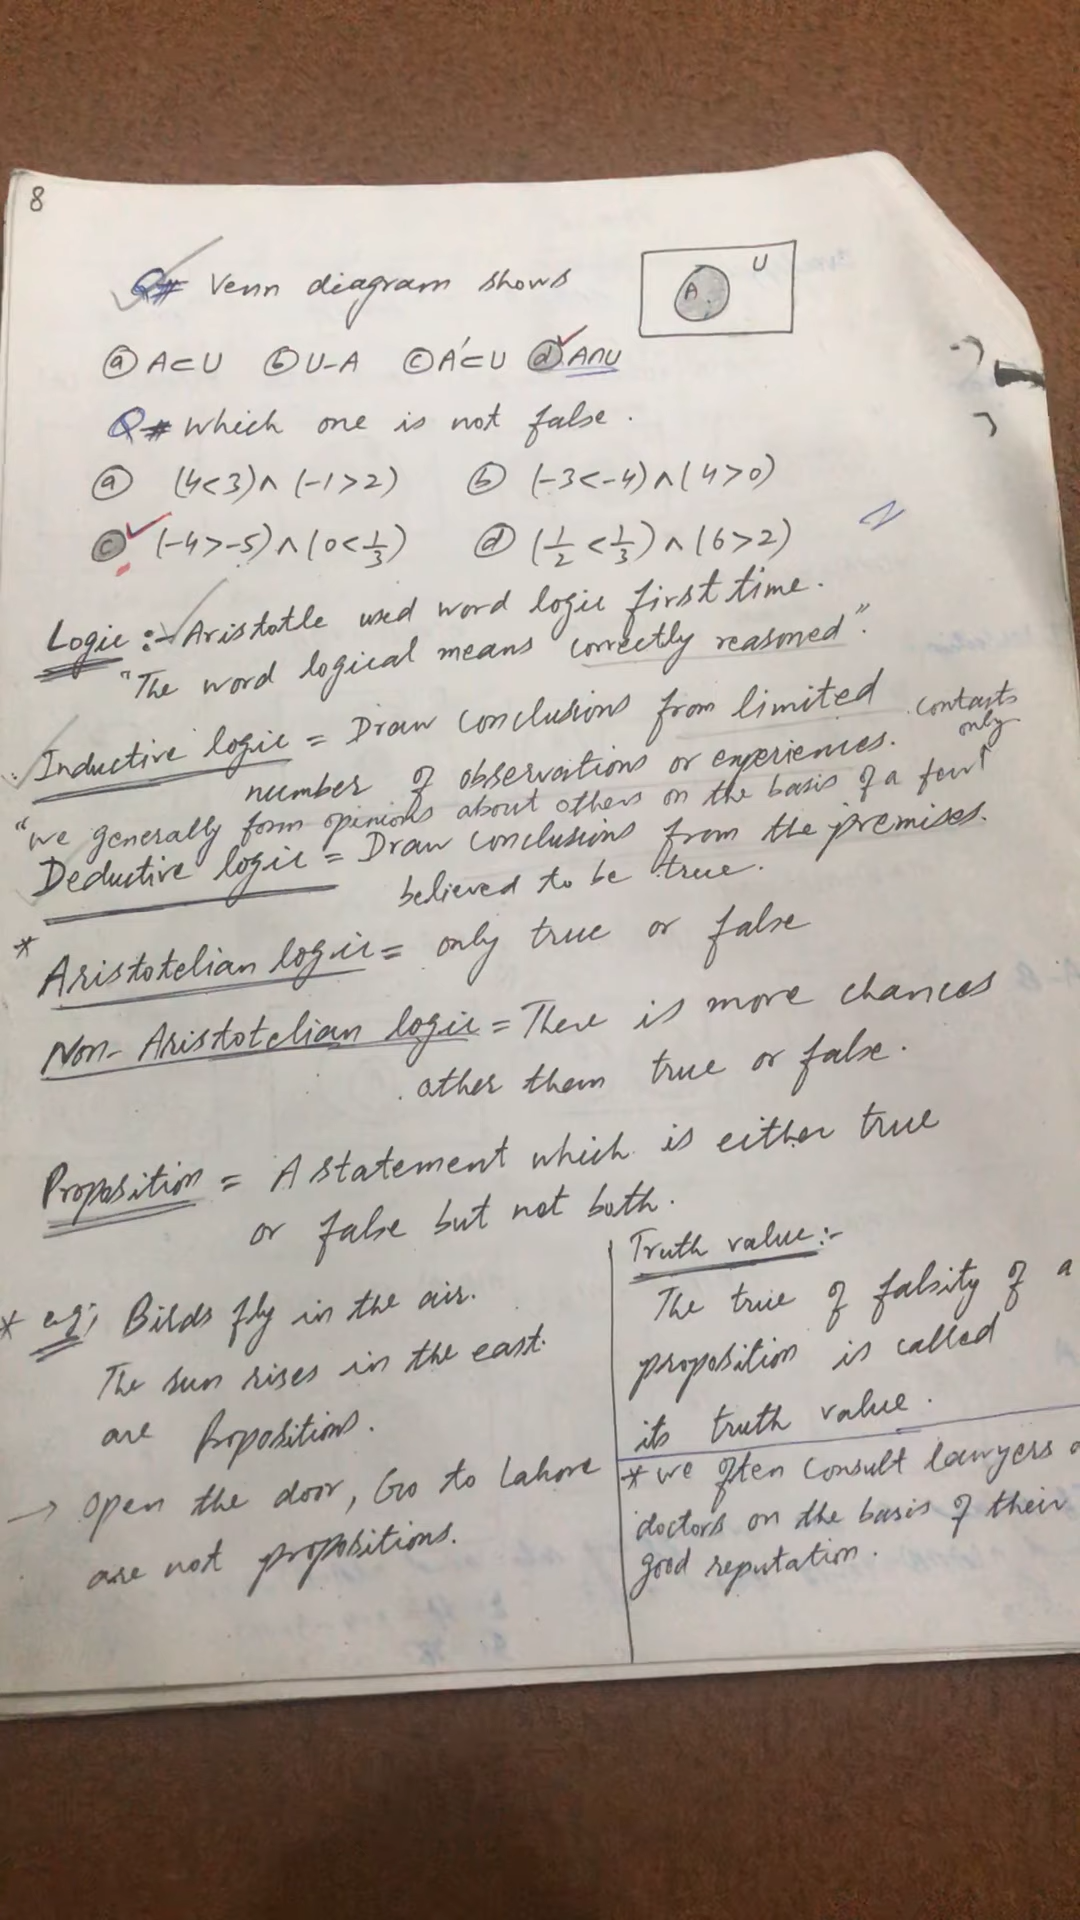 8
Q# Venn diagram shows
A U
ⓐ A⊂U ⓑ U-A ⓒ A'⊂U ⓓ A∩U
Q# which one is not false.
ⓐ (4<3)∧(-1>2) ⓑ (-3<-4)∧(4>0)
ⓒ (-4>-5)∧(0<1/3) ⓓ (1/2<1/3)∧(6>2)
Logic :- Aristotle used word logic first time.
"The word logical means correctly reasoned".
Inductive logic = Draw conclusions from limited
number of observations or experiences.
contacts
only
"we generally form opinions about others on the basis of a few
Deductive logic = Draw conclusions from the premises.
believed to be true.
* Aristotelian logic = only true or false
Non-Aristotelian logic = There is more chances
other them true or false.
Proposition = A statement which is either true
or false but not both.
* eg; Birds fly in the air.
The sun rises in the east.
are Propositions.
→ Open the door, Go to Lahore
are not propositions.
Truth value:-
The true of falsity of a
proposition is called
its truth value.
* we often consult lawyers
doctors on the basis of their
good reputation.